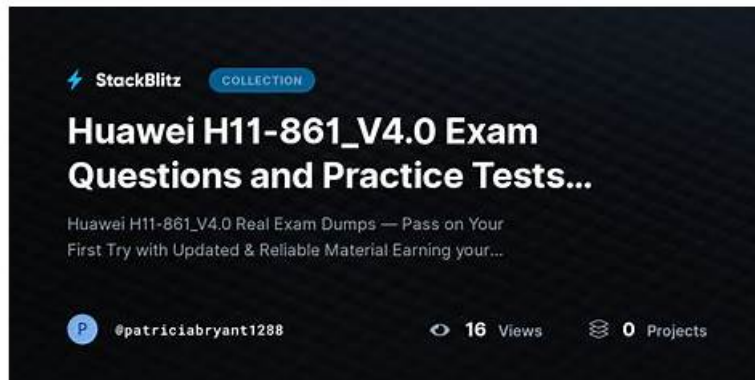 StackBlitz COLLECTION
Huawei H11-861_V4.0 Exam
Questions and Practice Tests...
Huawei H11-861_V4.0 Real Exam Dumps — Pass on Your
First Try with Updated & Reliable Material Earning your...
P @patriciabryant1288 16 Views 0 Projects